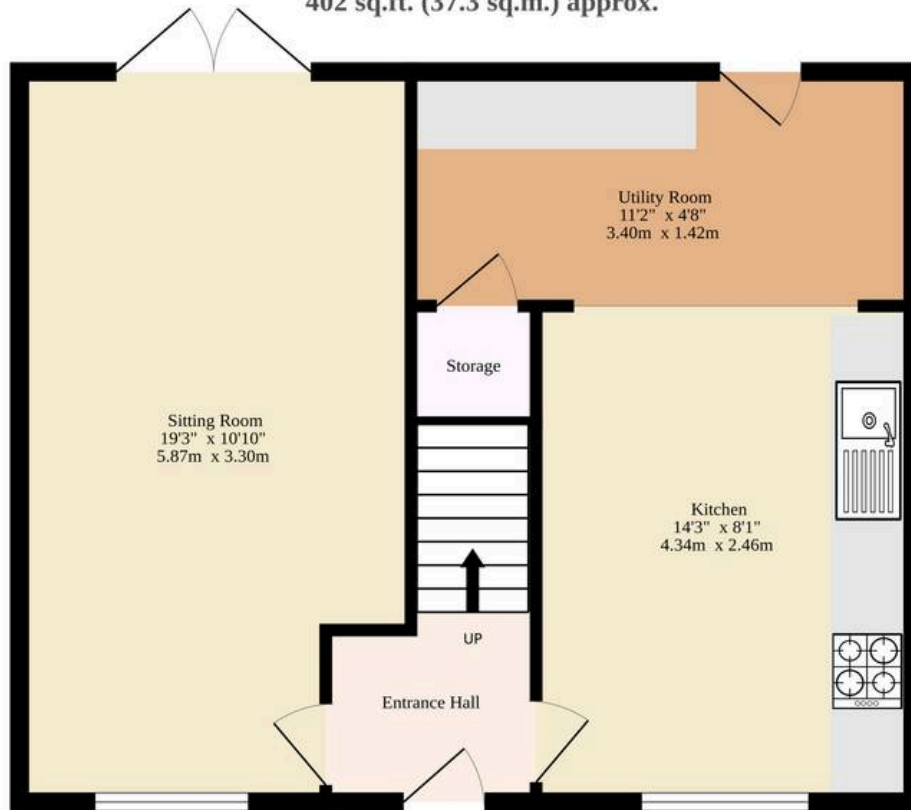 402 sq.ft. (37.3 sq.m.) approx.
Utility Room
11'2" x 4'8"
3.40m x 1.42m
Storage
Sitting Room
19'3" x 10'10"
5.87m x 3.30m
Kitchen
14'3" x 8'1"
4.34m x 2.46m
UP
Entrance Hall